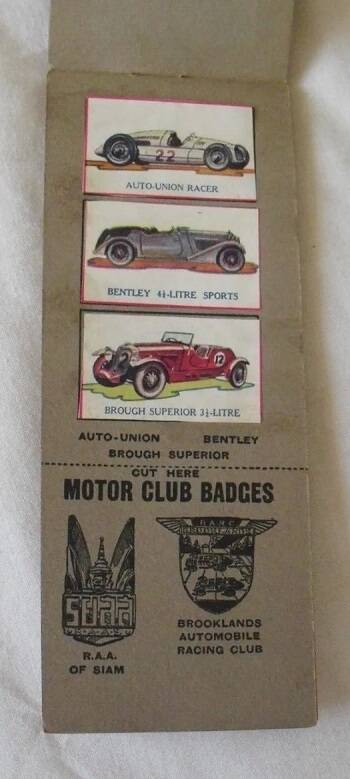 22
AUTO-UNION RACER
BENTLEY 4½-LITRE SPORTS
12
BROUGH SUPERIOR 3½-LITRE
AUTO-UNION BENTLEY
BROUGH SUPERIOR
CUT HERE
MOTOR CLUB BADGES
B.A.R.C.
BROOKLANDS
R.A.A.
OF SIAM
BROOKLANDS
AUTOMOBILE
RACING CLUB